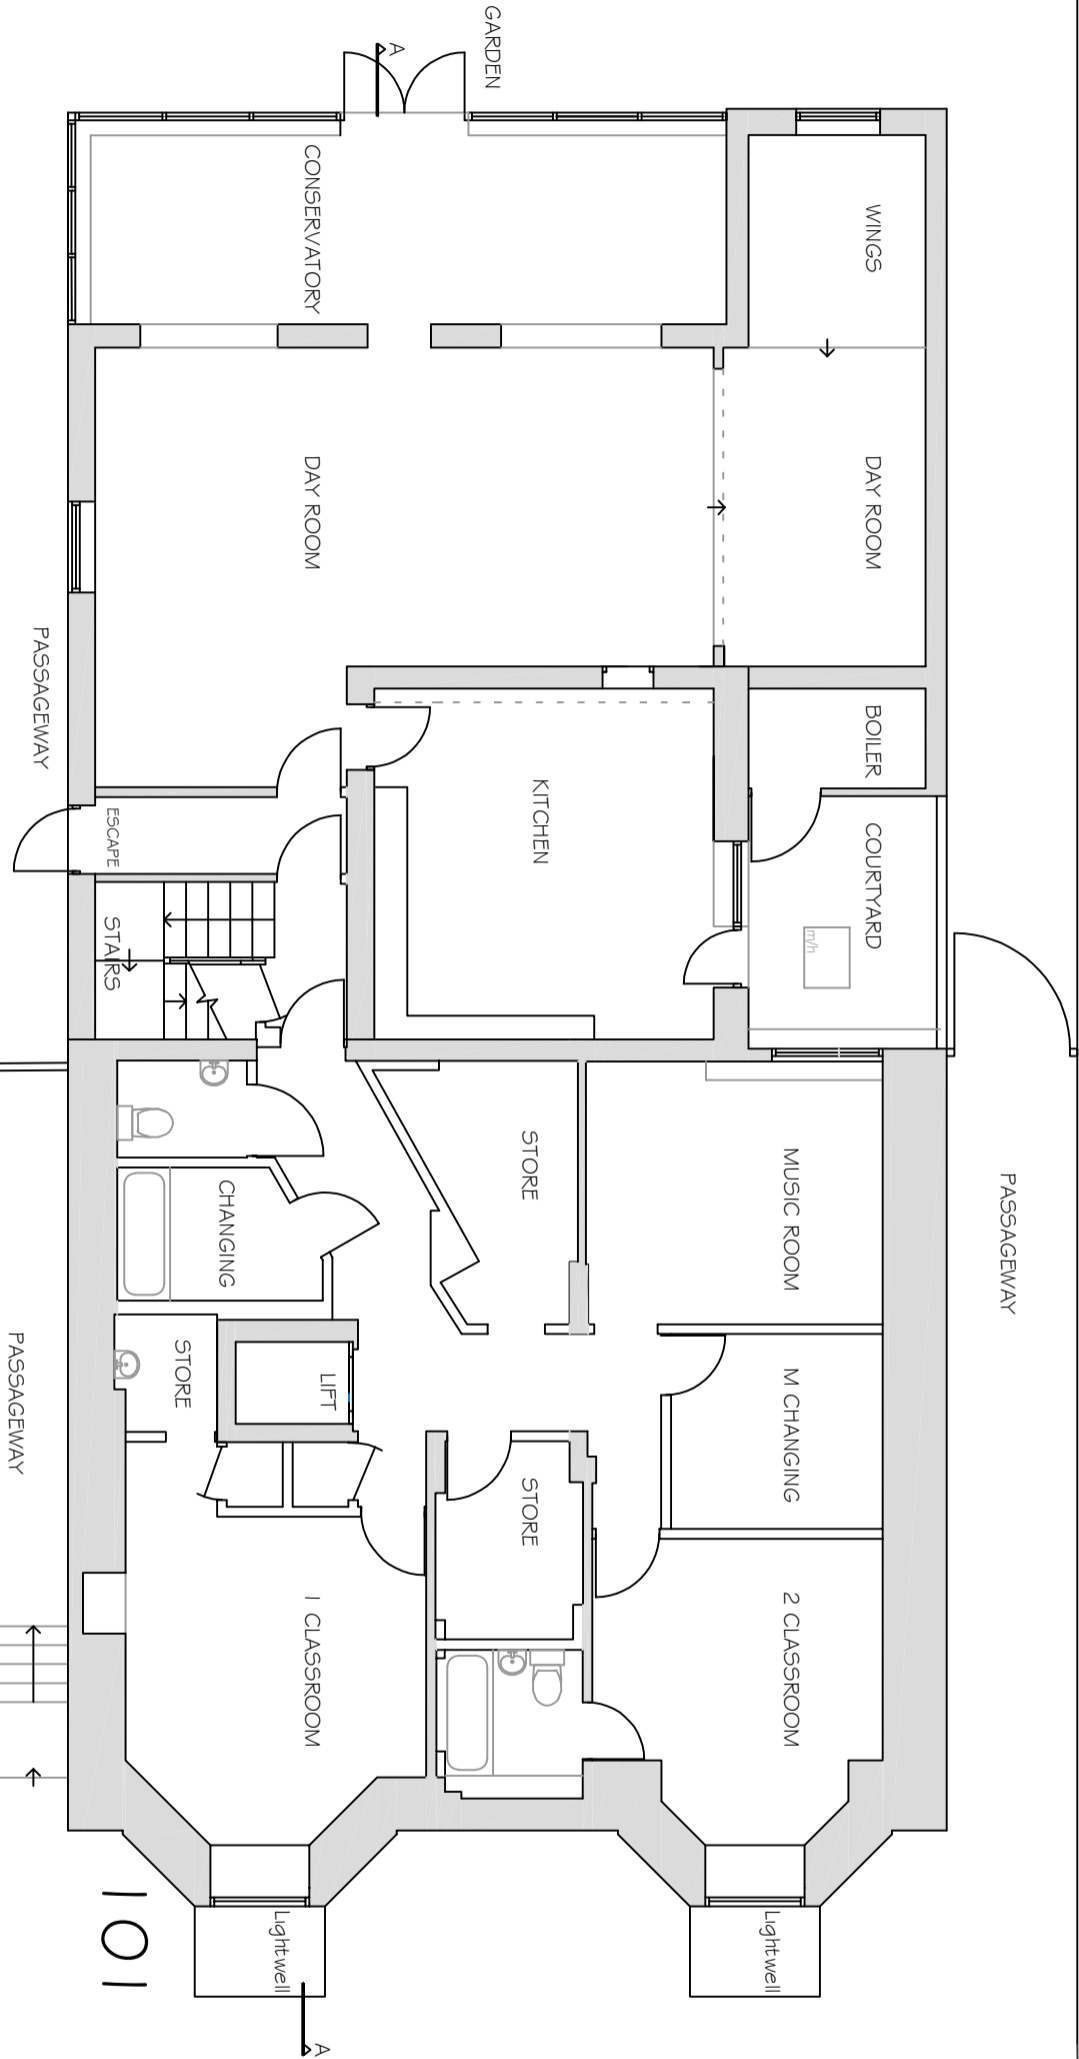 GARDEN
A
CONSERVATORY
WINGS
DAY ROOM
DAY ROOM
PASSAGEWAY
ESCAPE
STAIRS
KITCHEN
BOILER
COURTYARD
m/h
PASSAGEWAY
STORE
MUSIC ROOM
CHANGING
STORE
LIFT
M CHANGING
PASSAGEWAY
STORE
1 CLASSROOM
2 CLASSROOM
Lightwell
Lightwell
101
A